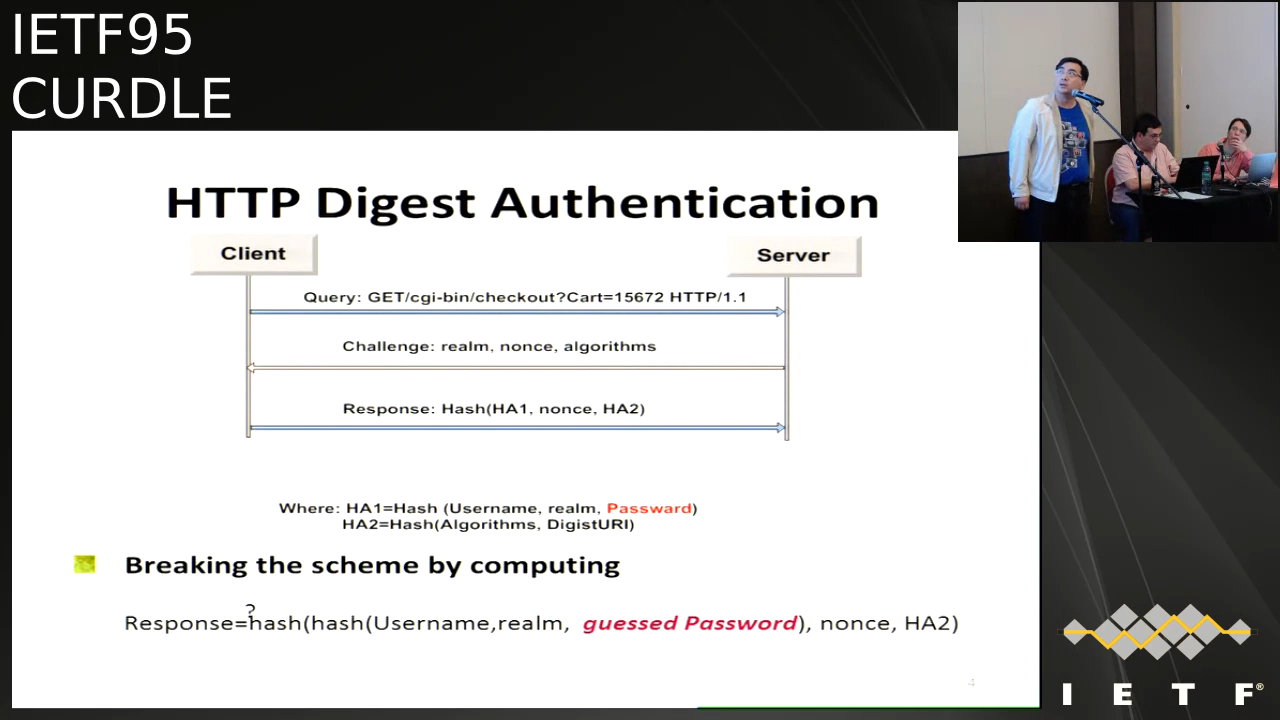 IETF95
CURDLE
HTTP Digest Authentication
Client
Server
Query: GET/cgi-bin/checkout?Cart=15672 HTTP/1.1
Challenge: realm, nonce, algorithms
Response: Hash(HA1, nonce, HA2)
Where: HA1=Hash (Username, realm, Passward)
HA2=Hash(Algorithms, DigistURI)
Breaking the scheme by computing
?
Response=hash(hash(Username,realm, guessed Password), nonce, HA2)
4
I E T F®